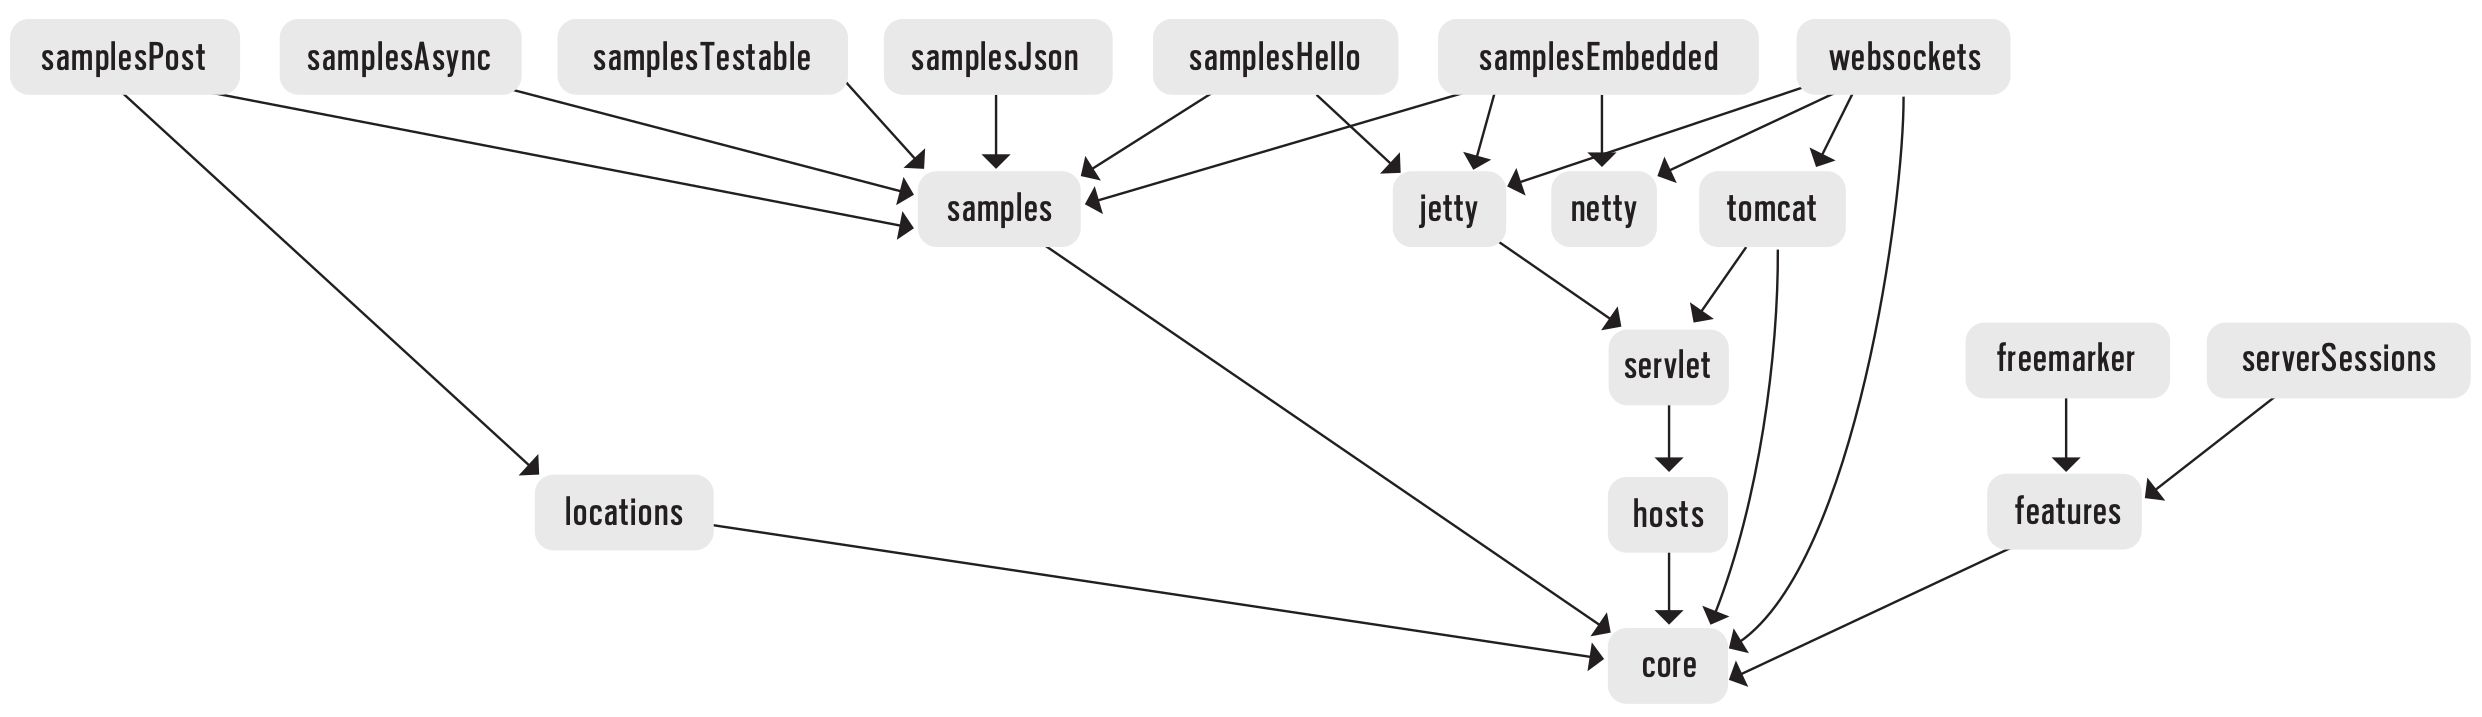 samplesPost
samplesAsync
samplesTestable
samplesJson
samplesHello
samplesEmbedded
websockets
samples
jetty
netty
tomcat
servlet
freemarker
serverSessions
locations
hosts
features
core